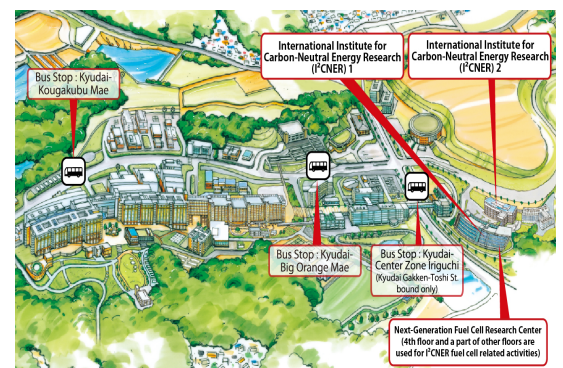 International Institute for
Carbon-Neutral Energy Research
(I²CNER) 1
International Institute for
Carbon-Neutral Energy Research
(I²CNER) 2
Bus Stop : Kyudai-
Kougakubu Mae
Bus Stop : Kyudai-
Big Orange Mae
Bus Stop : Kyudai-
Center Zone Iriguchi
(Kyudai Gakken-Toshi St.
bound only)
Next-Generation Fuel Cell Research Center
(4th floor and a part of other floors are
used for I²CNER fuel cell related activities)